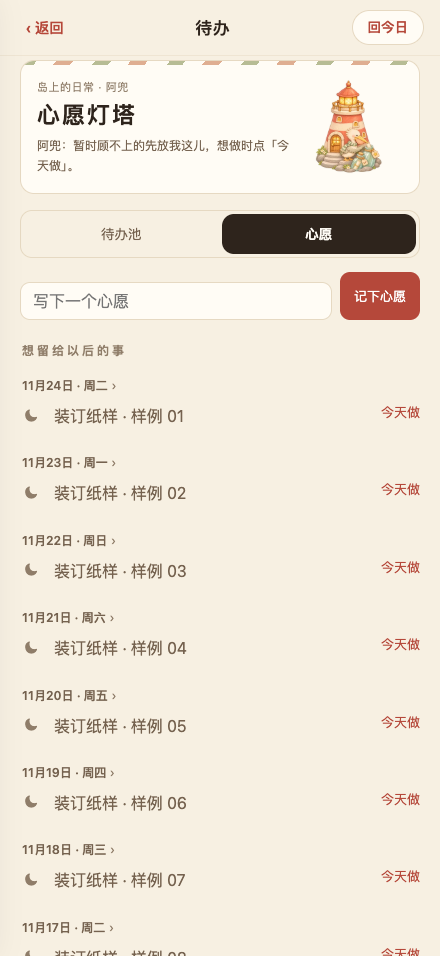 ‹ 返回
待办
回今日
岛上的日常 · 阿兜
心愿灯塔
阿兜：暂时顾不上的先放我这儿，想做时点「今
天做」。
待办池
心愿
写下一个心愿
记下心愿
想留给以后的事
11月24日 · 周二 ›
装订纸样 · 样例 01
今天做
11月23日 · 周一 ›
装订纸样 · 样例 02
今天做
11月22日 · 周日 ›
装订纸样 · 样例 03
今天做
11月21日 · 周六 ›
装订纸样 · 样例 04
今天做
11月20日 · 周五 ›
装订纸样 · 样例 05
今天做
11月19日 · 周四 ›
装订纸样 · 样例 06
今天做
11月18日 · 周三 ›
装订纸样 · 样例 07
今天做
11月17日 · 周二 ›